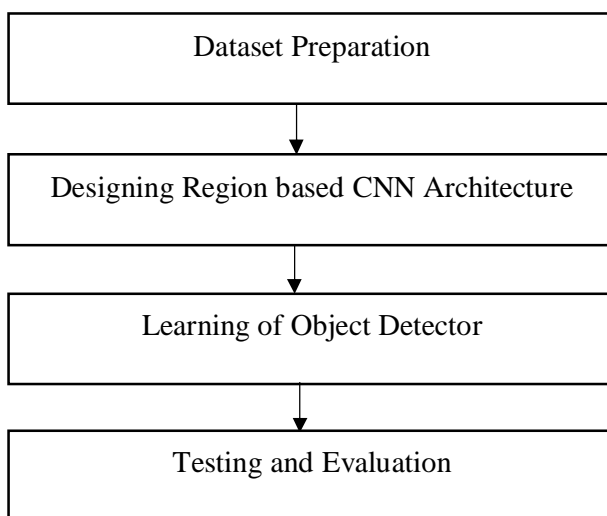 Dataset Preparation
Designing Region based CNN Architecture
Learning of Object Detector
Testing and Evaluation